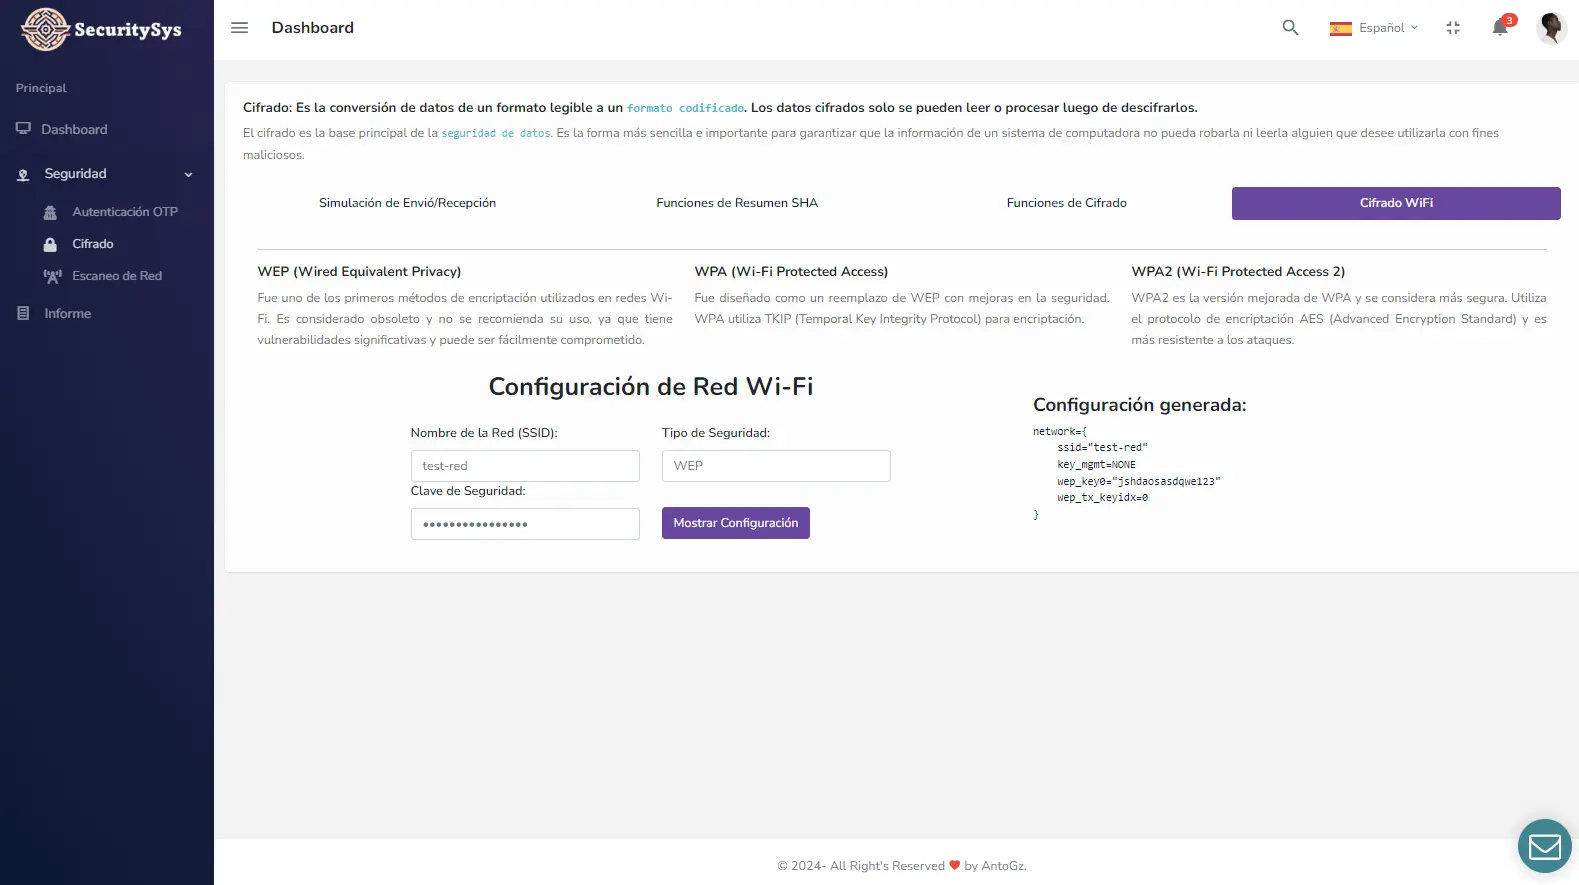 SecuritySys
Dashboard
Español
3
Principal
Dashboard
Seguridad
Autenticación OTP
Cifrado
Escaneo de Red
Informe
Cifrado: Es la conversión de datos de un formato legible a un formato codificado. Los datos cifrados solo se pueden leer o procesar luego de descifrarlos.
El cifrado es la base principal de la seguridad de datos. Es la forma más sencilla e importante para garantizar que la información de un sistema de computadora no pueda robarla ni leerla alguien que desee utilizarla con fines
maliciosos.
Simulación de Envió/Recepción
Funciones de Resumen SHA
Funciones de Cifrado
Cifrado WiFi
WEP (Wired Equivalent Privacy)
Fue uno de los primeros métodos de encriptación utilizados en redes Wi-
Fi. Es considerado obsoleto y no se recomienda su uso, ya que tiene
vulnerabilidades significativas y puede ser fácilmente comprometido.
WPA (Wi-Fi Protected Access)
Fue diseñado como un reemplazo de WEP con mejoras en la seguridad.
WPA utiliza TKIP (Temporal Key Integrity Protocol) para encriptación.
WPA2 (Wi-Fi Protected Access 2)
WPA2 es la versión mejorada de WPA y se considera más segura. Utiliza
el protocolo de encriptación AES (Advanced Encryption Standard) y es
más resistente a los ataques.
Configuración de Red Wi-Fi
Nombre de la Red (SSID):
test-red
Tipo de Seguridad:
WEP
Clave de Seguridad:
••••••••••••••••
Mostrar Configuración
Configuración generada:
network={
ssid="test-red"
key_mgmt=NONE
wep_key0="jshdaosasdqwe123"
wep_tx_keyidx=0
}
© 2024- All Right's Reserved ❤ by AntoGz.